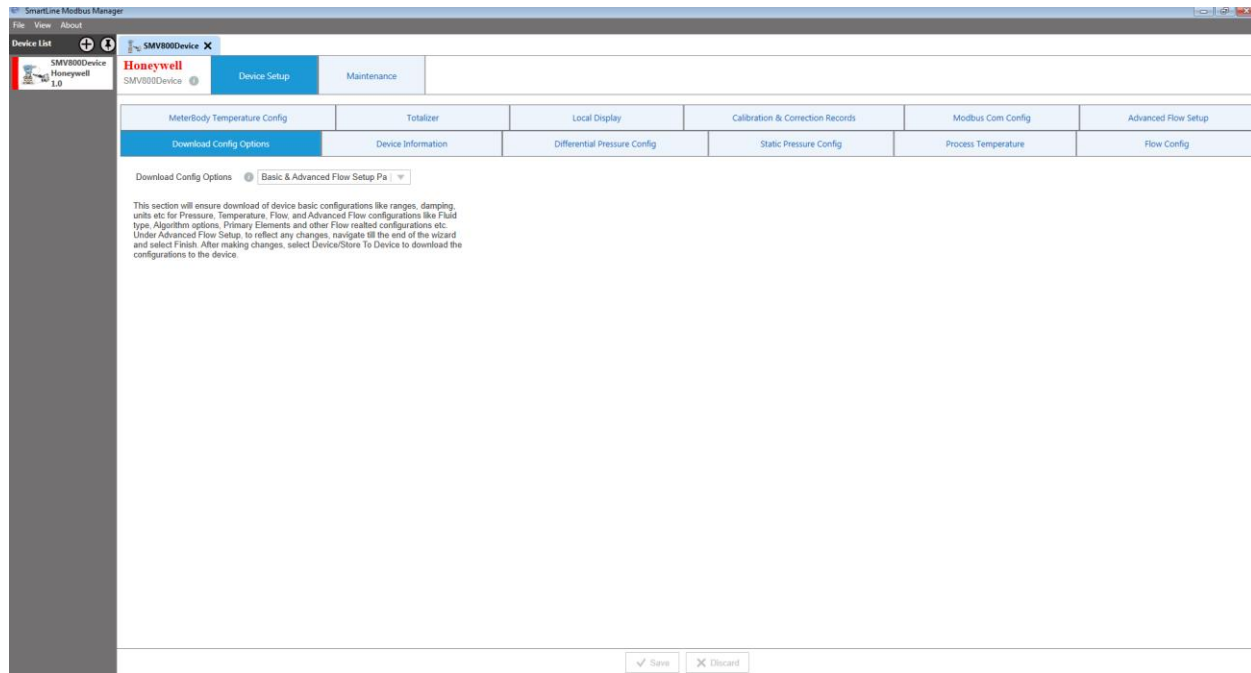 SmartLine Modbus Manager
File View About
Device List
SMV800Device
Honeywell
1.0
SMV800Device
Honeywell
SMV800Device
Device Setup
Maintenance
MeterBody Temperature Config
Totalizer
Local Display
Calibration & Correction Records
Modbus Com Config
Advanced Flow Setup
Download Config Options
Device Information
Differential Pressure Config
Static Pressure Config
Process Temperature
Flow Config
Download Config Options Basic & Advanced Flow Setup Pa
This section will ensure download of device basic configurations like ranges, damping,
units etc for Pressure, Temperature, Flow, and Advanced Flow configurations like Fluid
type, Algorithm options, Primary Elements and other Flow realted configurations etc.
Under Advanced Flow Setup, to reflect any changes, navigate till the end of the wizard
and select Finish. After making changes, select Device/Store To Device to download the
configurations to the device.
Save
Discard